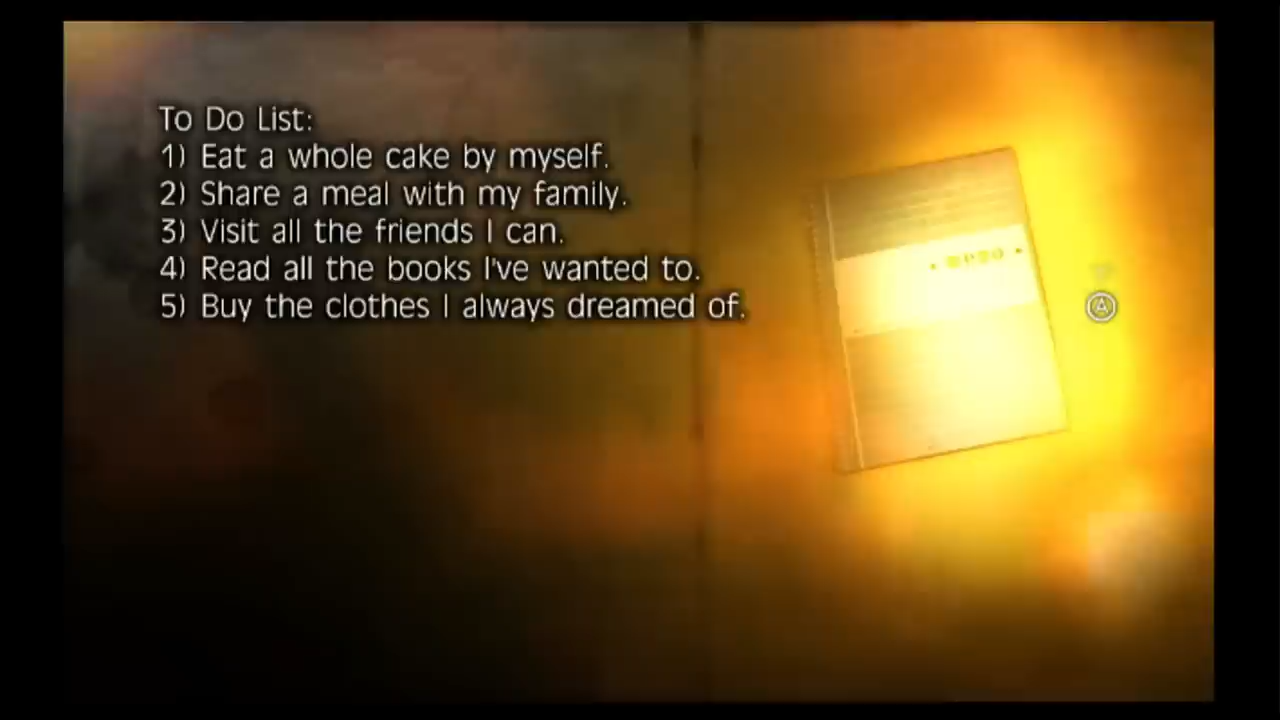 To Do List:
1) Eat a whole cake by myself.
2) Share a meal with my family.
3) Visit all the friends I can.
4) Read all the books I've wanted to.
5) Buy the clothes I always dreamed of.
A